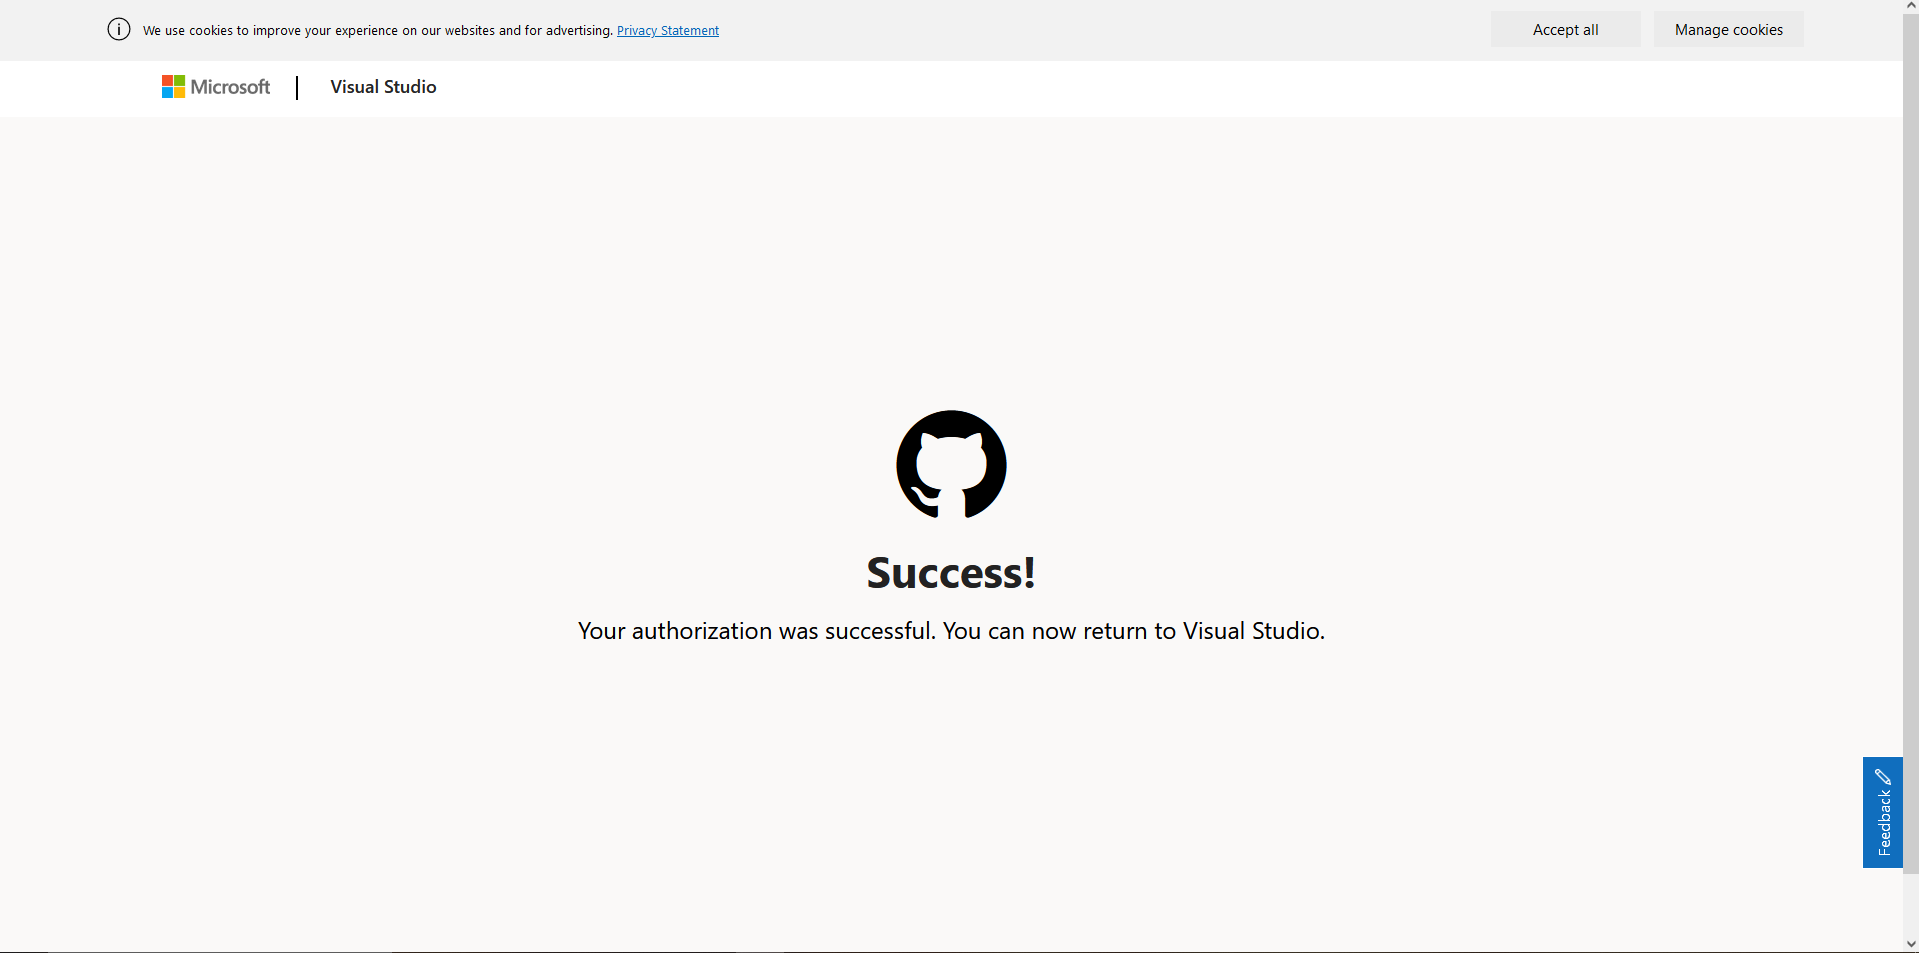 We use cookies to improve your experience on our websites and for advertising. Privacy Statement
Accept all
Manage cookies
Microsoft
Visual Studio
Success!
Your authorization was successful. You can now return to Visual Studio.
Feedback